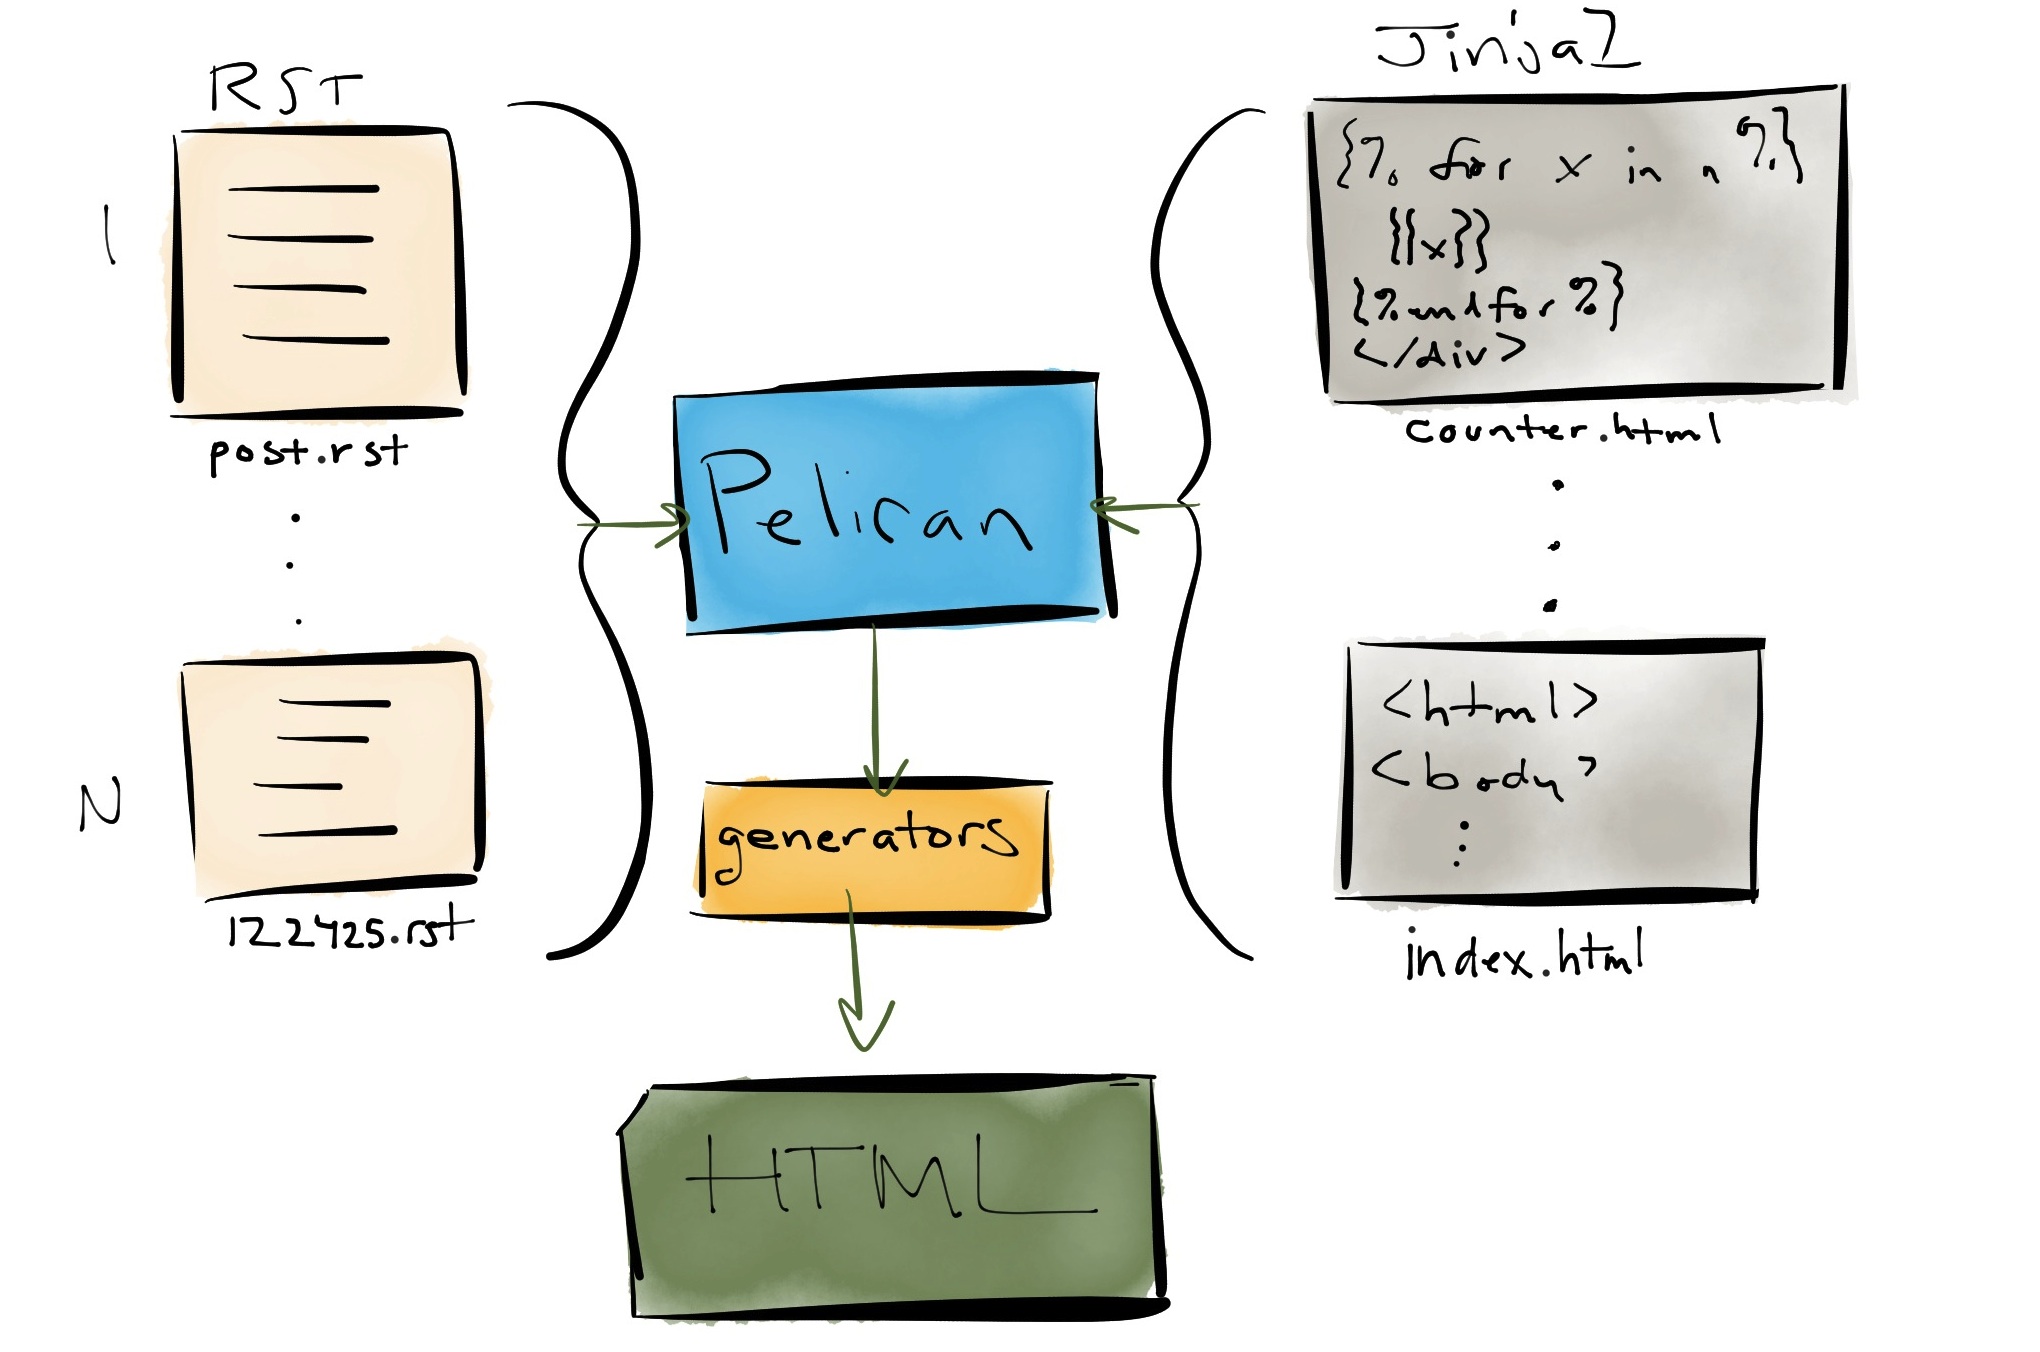 RST
1
post.rst
N
122425.rst
Pelican
generators
HTML
Jinja2
{% for x in n %}
{{x}}
{% endfor %}
</div>
counter.html
<html>
<body>
index.html